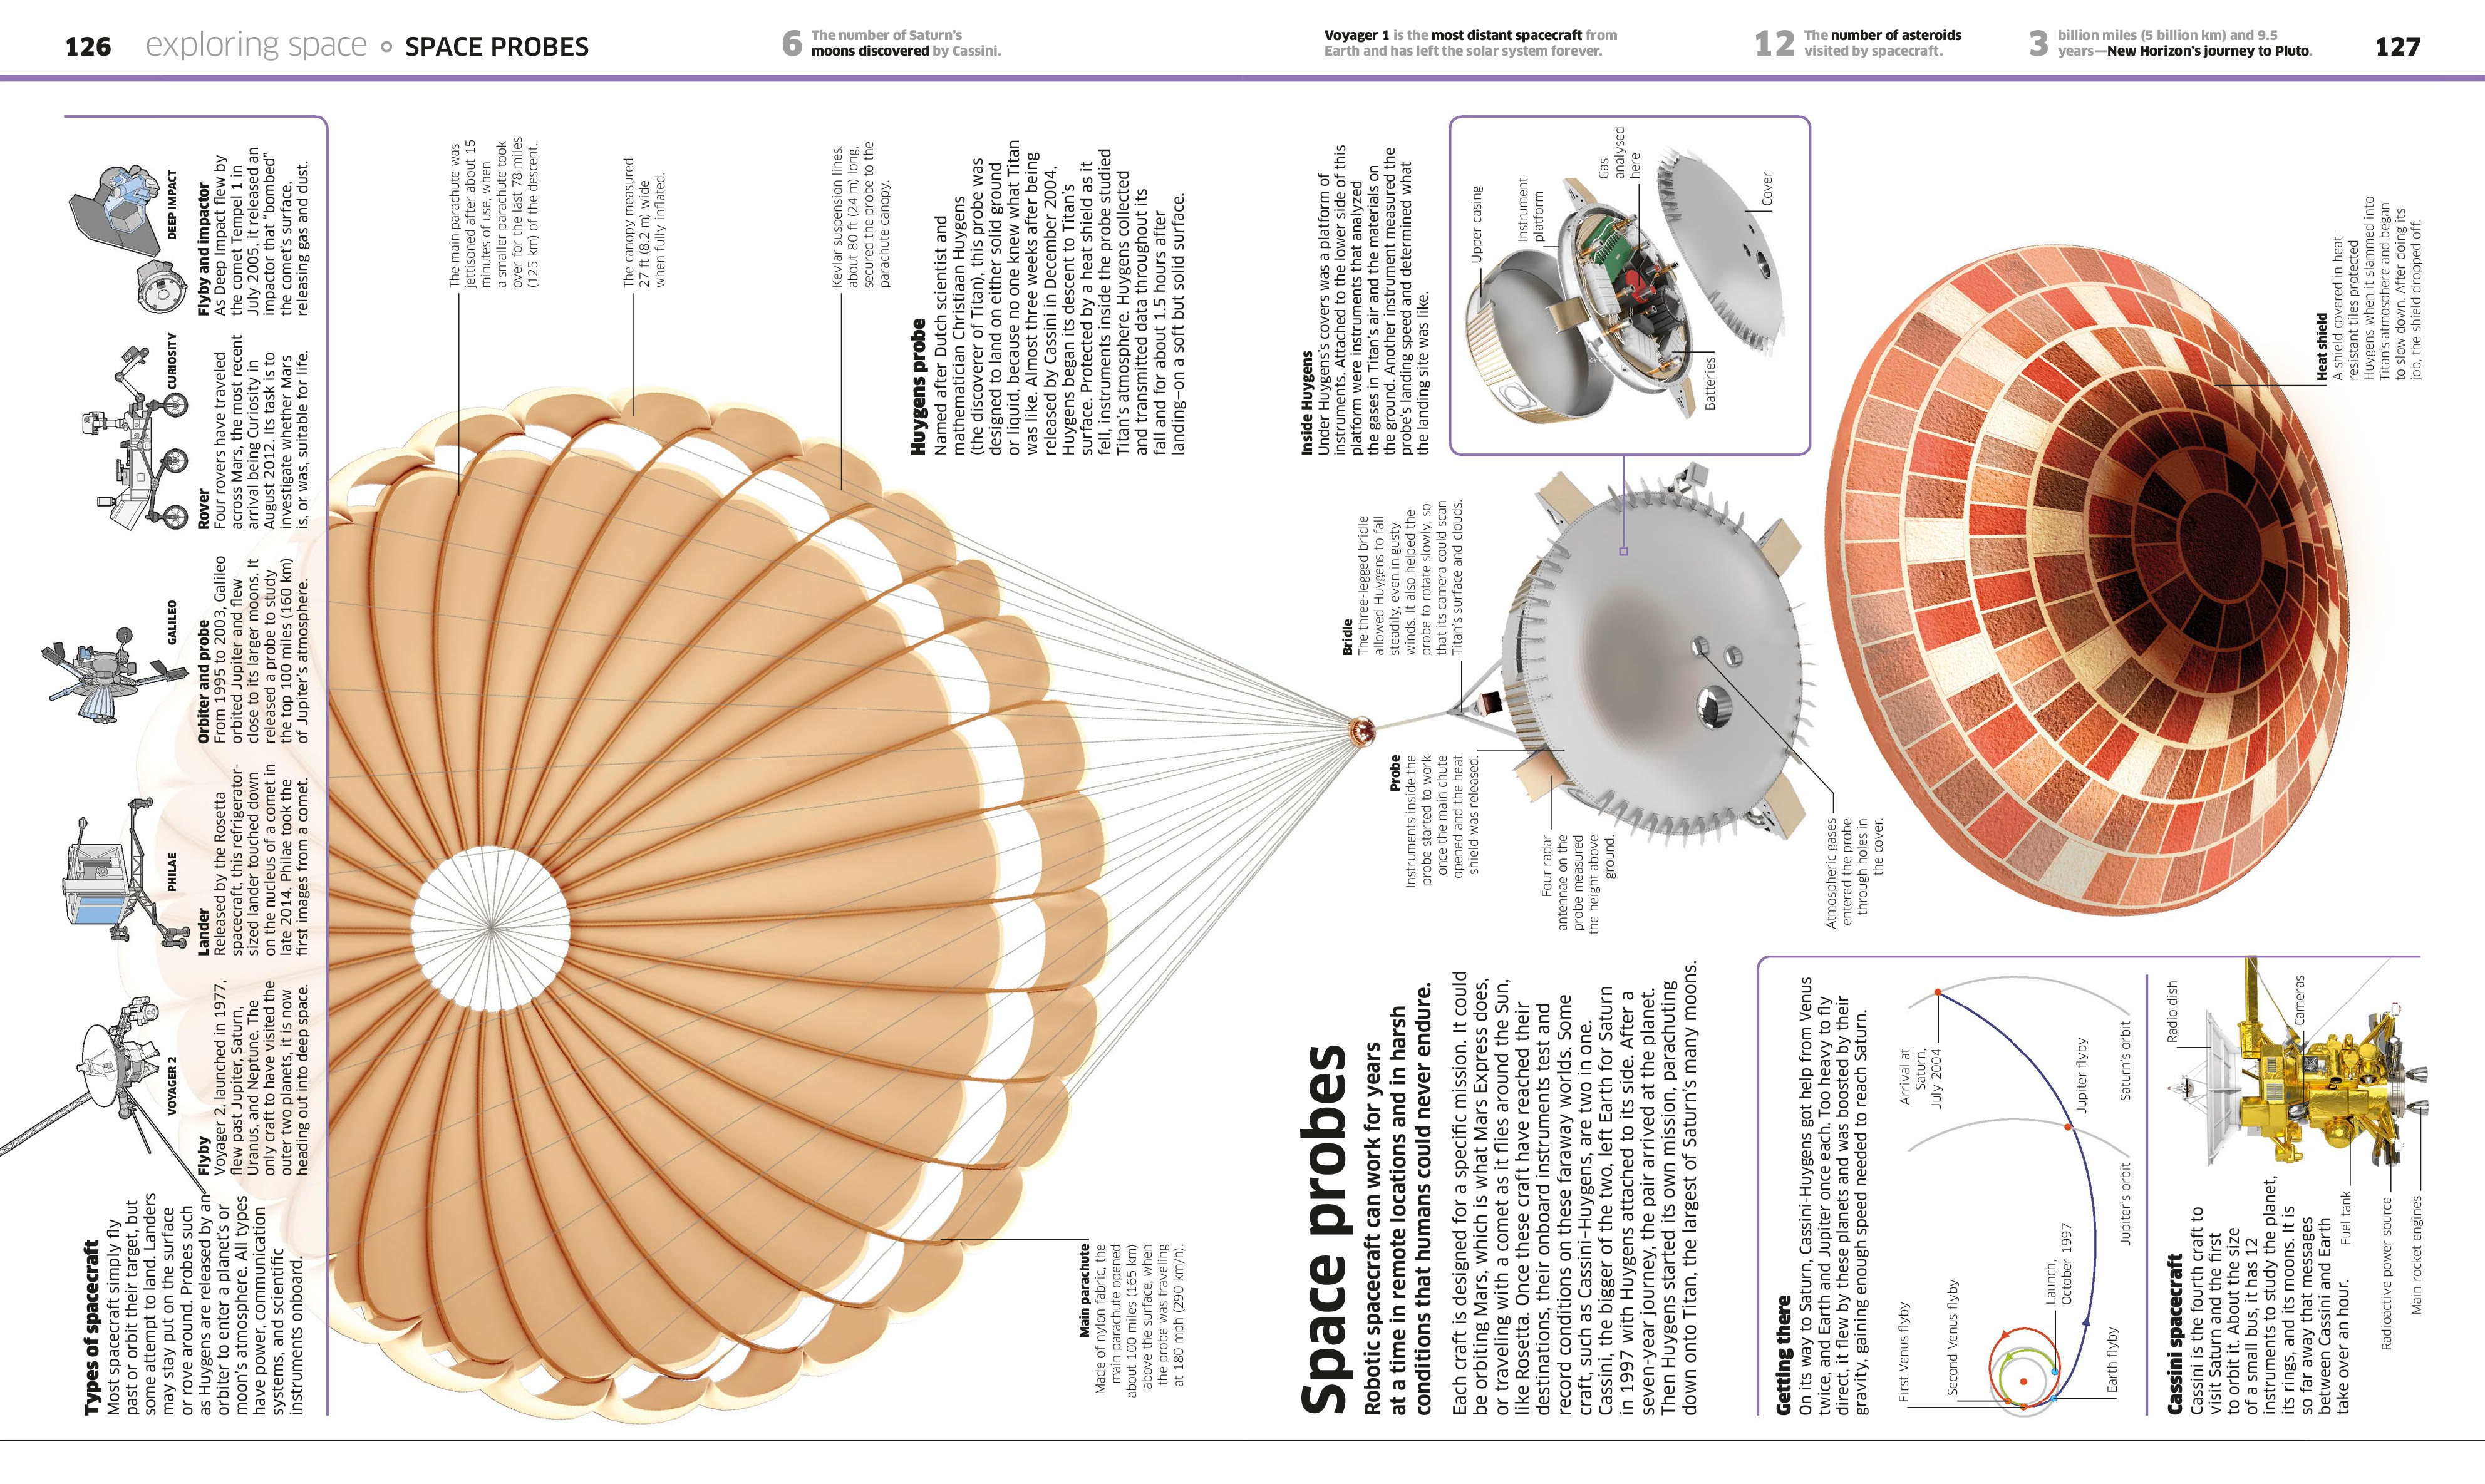 126 exploring space SPACE PROBES
6 The number of Saturn's
moons discovered by Cassini.
Voyager 1 is the most distant spacecraft from
Earth and has left the solar system forever.
12 The number of asteroids
visited by spacecraft.
3 billion miles (5 billion km) and 9.5
years—New Horizon's journey to Pluto.
127
Types of spacecraft
Most spacecraft simply fly
past or orbit their target, but
some attempt to land. Landers
may stay put on the surface
or rove around. Probes such
as Huygens are released by an
orbiter to enter a planet's or
moon's atmosphere. All types
have power, communication
systems, and scientific
instruments onboard.
VOYAGER 2
Flyby
Voyager 2, launched in 1977,
flew past Jupiter, Saturn,
Uranus, and Neptune. The
only craft to have visited the
outer two planets, it is now
heading out into deep space.
PHILAE
Lander
Released by the Rosetta
spacecraft, this refrigerator-
sized lander touched down
on the nucleus of a comet in
late 2014. Philae took the
first images from a comet.
GALILEO
Orbiter and probe
From 1995 to 2003, Galileo
orbited Jupiter and flew
close to its larger moons. It
released a probe to study
the top 100 miles (160 km)
of Jupiter's atmosphere.
CURIOSITY
Rover
Four rovers have traveled
across Mars, the most recent
arrival being Curiosity in
August 2012. Its task is to
investigate whether Mars
is, or was, suitable for life.
DEEP IMPACT
Flyby and impactor
As Deep Impact flew by
the comet Tempel 1 in
July 2005, it released an
impactor that "bombed"
the comet's surface,
releasing gas and dust.
The main parachute was
jettisoned after about 15
minutes of use, when
a smaller parachute took
over for the last 78 miles
(125 km) of the descent.
The canopy measured
27 ft (8.2 m) wide
when fully inflated.
Kevlar suspension lines,
about 80 ft (24 m) long,
secured the probe to the
parachute canopy.
Huygens probe
Named after Dutch scientist and
mathematician Christiaan Huygens
(the discoverer of Titan), this probe was
designed to land on either solid ground
or liquid, because no one knew what Titan
was like. Almost three weeks after being
released by Cassini in December 2004,
Huygens began its descent to Titan's
surface. Protected by a heat shield as it
fell, instruments inside the probe studied
Titan's atmosphere. Huygens collected
and transmitted data throughout its
fall and for about 1.5 hours after
landing—on a soft but solid surface.
Main parachute
Made of nylon fabric, the
main parachute opened
about 100 miles (165 km)
above the surface, when
the probe was traveling
at 180 mph (290 km/h).
Space probes
Robotic spacecraft can work for years
at a time in remote locations and in harsh
conditions that humans could never endure.
Each craft is designed for a specific mission. It could
be orbiting Mars, which is what Mars Express does,
or traveling with a comet as it flies around the Sun,
like Rosetta. Once these craft have reached their
destinations, their onboard instruments test and
record conditions on these faraway worlds. Some
craft, such as Cassini–Huygens, are two in one.
Cassini, the bigger of the two, left Earth for Saturn
in 1997 with Huygens attached to its side. After a
seven-year journey, the pair arrived at the planet.
Then Huygens started its own mission, parachuting
down onto Titan, the largest of Saturn's many moons.
Inside Huygens
Under Huygens's covers was a platform of
instruments. Attached to the lower side of this
platform were instruments that analyzed
the gases in Titan's air and the materials on
the ground. Another instrument measured the
probe's landing speed and determined what
the landing site was like.
Upper casing
Instrument
platform
Gas
analysed
here
Cover
Batteries
Bridle
The three-legged bridle
allowed Huygens to fall
steadily, even in gusty
winds. It also helped the
probe to rotate slowly, so
that its camera could scan
Titan's surface and clouds.
Probe
Instruments inside the
probe started to work
once the main chute
opened and the heat
shield was released.
Four radar
antennae on the
probe measured
the height above
ground.
Atmospheric gases
entered the probe
through holes in
the cover.
Heat shield
A shield covered in heat-
resistant tiles protected
Huygens when it slammed into
Titan's atmosphere and began
to slow down. After doing its
job, the shield dropped off.
Getting there
On its way to Saturn, Cassini-Huygens got help from Venus
twice, and Earth and Jupiter once each. Too heavy to fly
direct, it flew by these planets and was boosted by their
gravity, gaining enough speed needed to reach Saturn.
First Venus flyby
Second Venus flyby
Launch,
October 1997
Earth flyby
Arrival at
Saturn,
July 2004
Jupiter flyby
Jupiter's orbit
Saturn's orbit
Cassini spacecraft
Cassini is the fourth craft to
visit Saturn and the first
to orbit it. About the size
of a small bus, it has 12
instruments to study the planet,
its rings, and its moons. It is
so far away that messages
between Cassini and Earth
take over an hour.
Radio dish
Cameras
Fuel tank
Radioactive power source
Main rocket engines